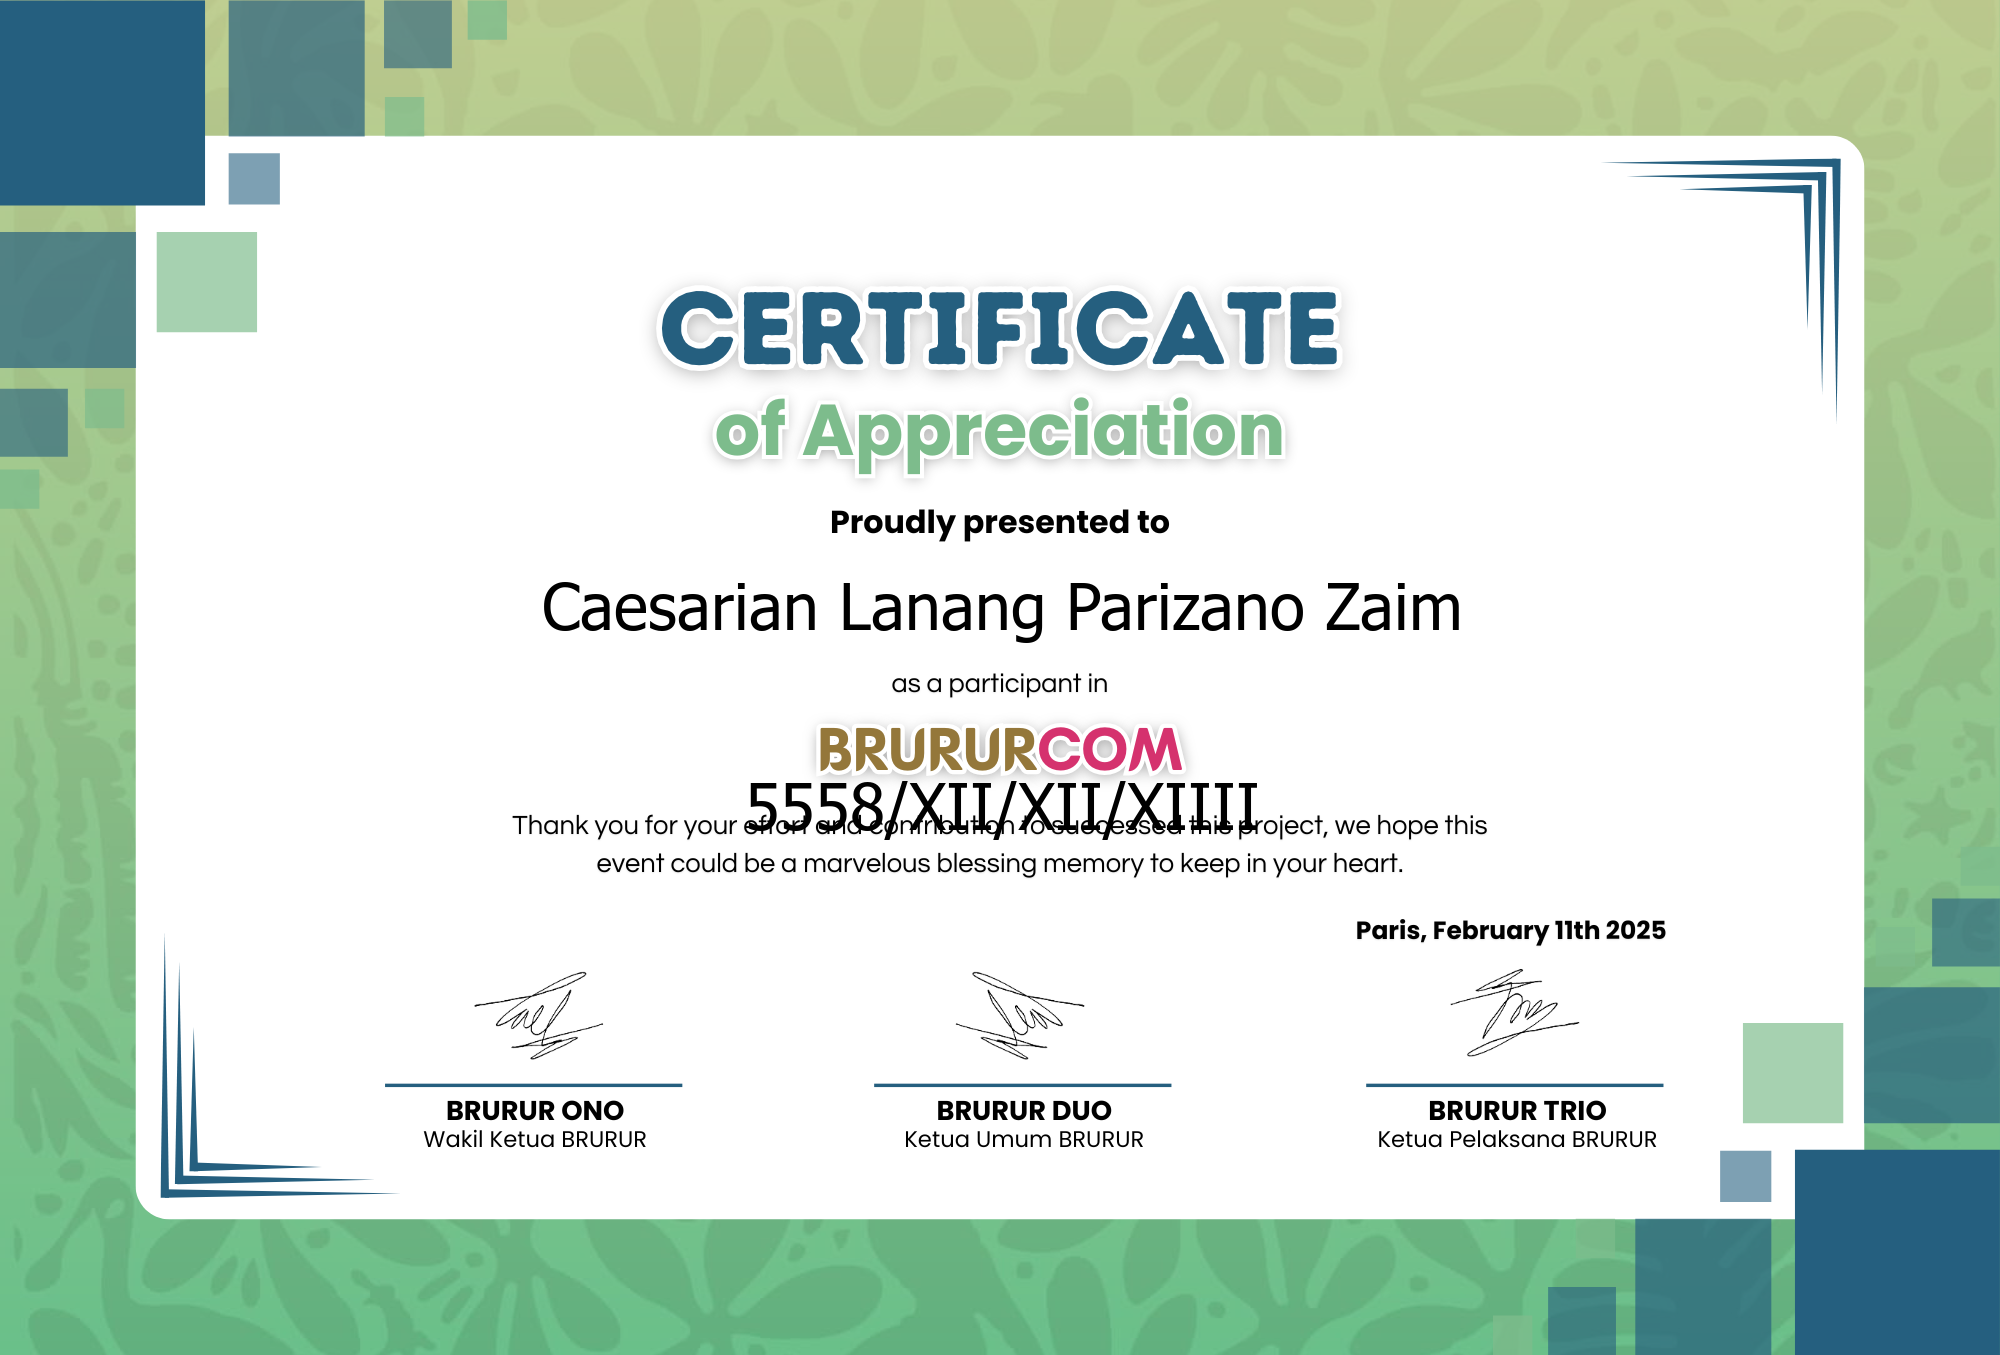 CERTIFICATE
of Appreciation
Proudly presented to
Caesarian Lanang Parizano Zaim
as a participant in
BRURURCOM
5558/XII/XII/XIIII
Thank you for your effort and contribution to successed this project, we hope this
event could be a marvelous blessing memory to keep in your heart.
Paris, February 11th 2025
BRURUR ONO
Wakil Ketua BRURUR
BRURUR DUO
Ketua Umum BRURUR
BRURUR TRIO
Ketua Pelaksana BRURUR